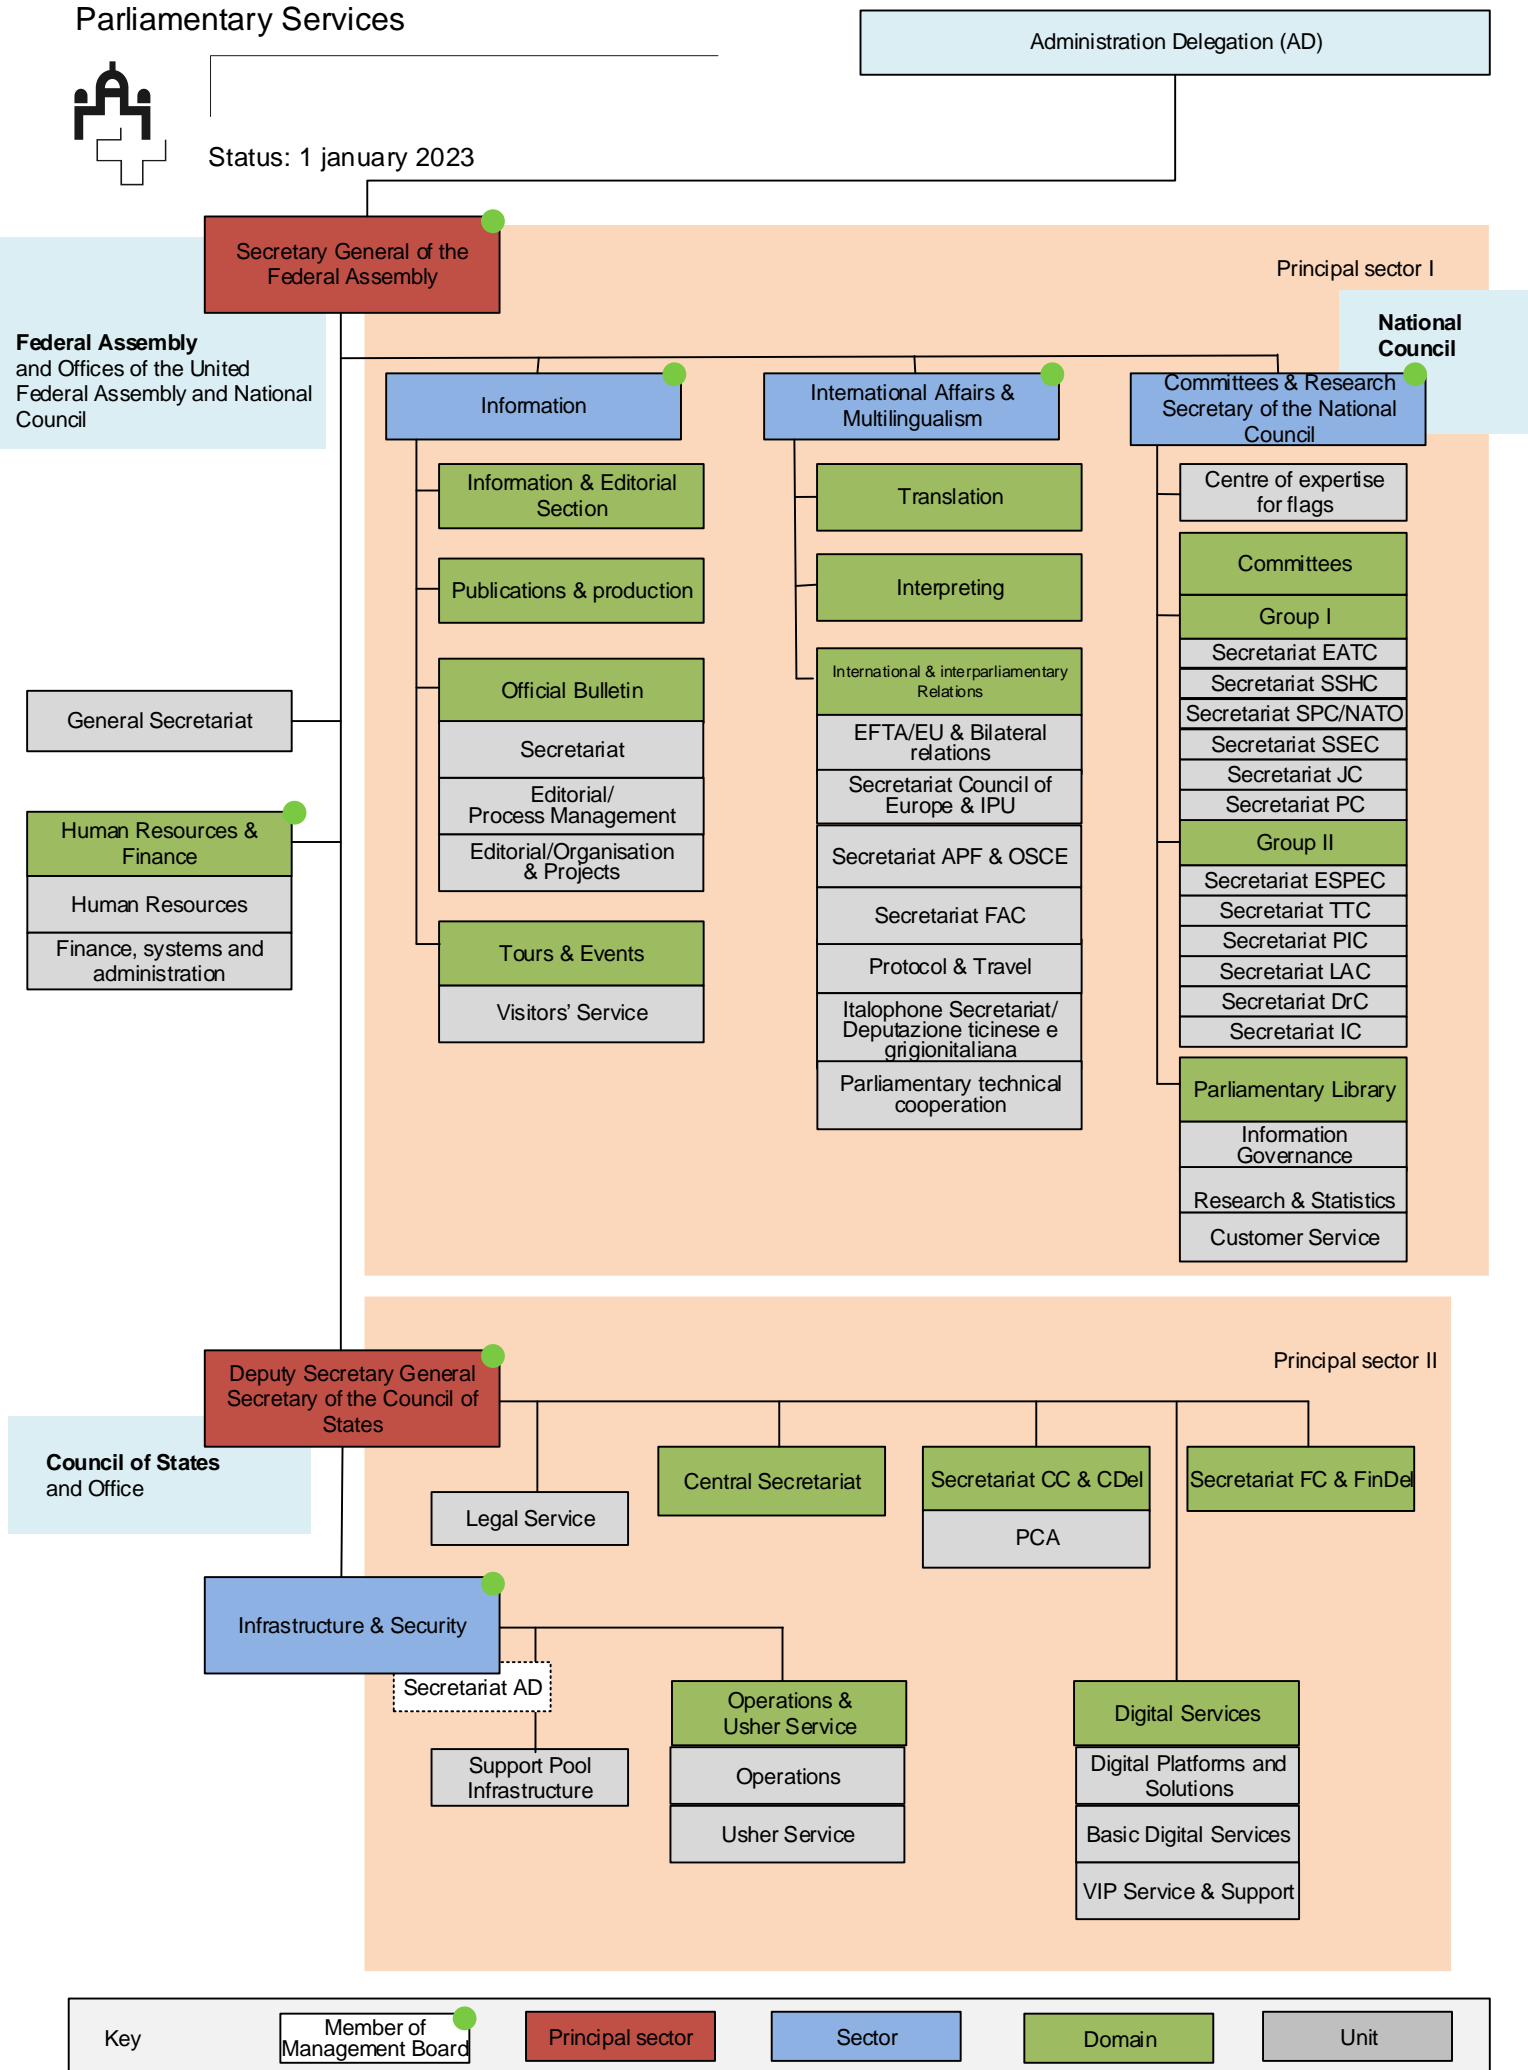 Parliamentary Services
Administration Delegation (AD)
Status: 1 january 2023
Secretary General of the
Federal Assembly
Principal sector I
Federal Assembly
and Offices of the United
Federal Assembly and National
Council
National
Council
Information
International Affairs &
Multilingualism
Committees & Research
Secretary of the National
Council
Information & Editorial
Section
Publications & production
Official Bulletin
Secretariat
Editorial/
Process Management
Editorial/Organisation
& Projects
Tours & Events
Visitors' Service
Translation
Interpreting
International & interparliamentary
Relations
EFTA/EU & Bilateral
relations
Secretariat Council of
Europe & IPU
Secretariat APF & OSCE
Secretariat FAC
Protocol & Travel
Italophone Secretariat/
Deputazione ticinese e
grigionitaliana
Parliamentary technical
cooperation
Centre of expertise
for flags
Committees
Group I
Secretariat EATC
Secretariat SSHC
Secretariat SPC/NATO
Secretariat SSEC
Secretariat JC
Secretariat PC
Group II
Secretariat ESPEC
Secretariat TTC
Secretariat PIC
Secretariat LAC
Secretariat DrC
Secretariat IC
Parliamentary Library
Information
Governance
Research & Statistics
Customer Service
General Secretariat
Human Resources &
Finance
Human Resources
Finance, systems and
administration
Principal sector II
Deputy Secretary General
Secretary of the Council of
States
Council of States
and Office
Legal Service
Central Secretariat
Secretariat CC & CDel
PCA
Secretariat FC & FinDel
Infrastructure & Security
Secretariat AD
Support Pool
Infrastructure
Operations &
Usher Service
Operations
Usher Service
Digital Services
Digital Platforms and
Solutions
Basic Digital Services
VIP Service & Support
Key
Member of
Management Board
Principal sector
Sector
Domain
Unit